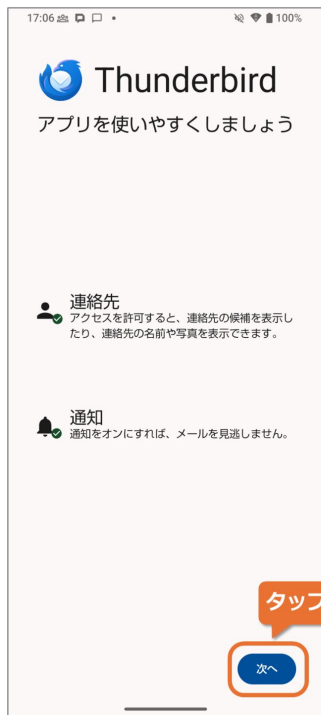 17:06
100%
Thunderbird
アプリを使いやすくしましょう
連絡先
アクセスを許可すると、連絡先の候補を表示し
たり、連絡先の名前や写真を表示できます。
通知
通知をオンにすれば、メールを見逃しません。
タップ
次へ